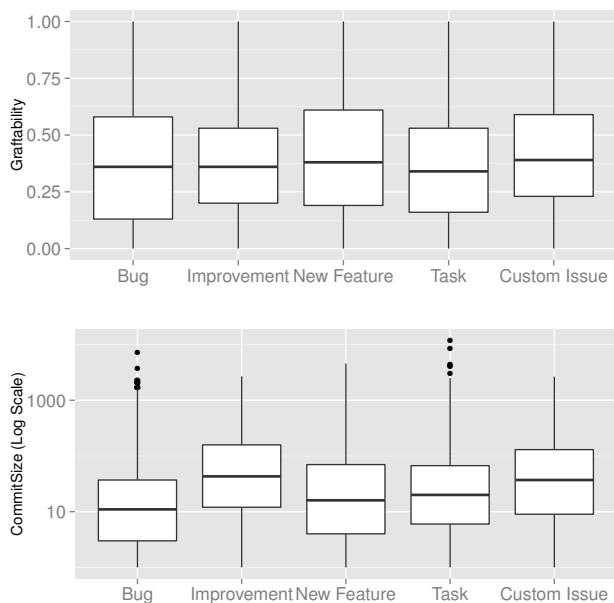 Graftability
1.00
0.75
0.50
0.25
0.00
Bug Improvement New Feature Task Custom Issue
CommitSize (Log Scale)
1000
10
Bug Improvement New Feature Task Custom Issue